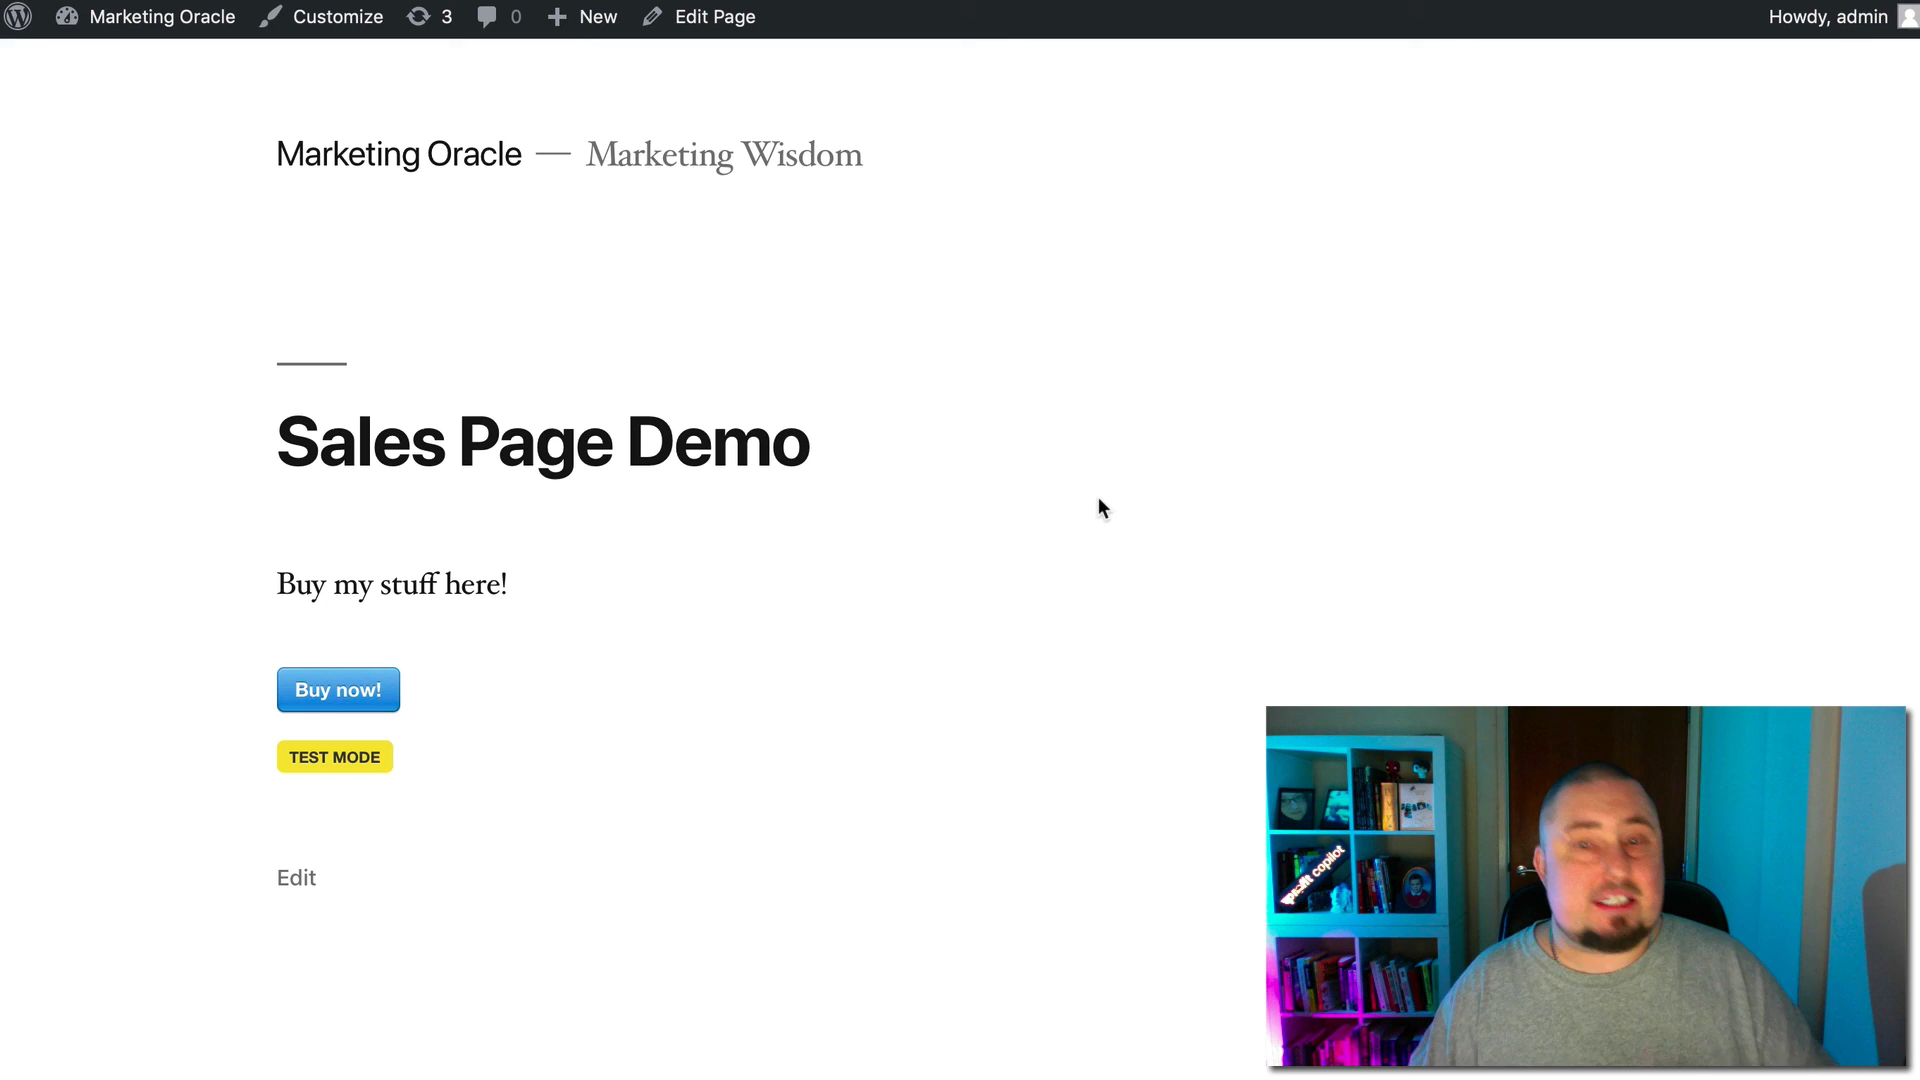 Marketing Oracle Customize 3 0 New Edit Page Howdy, admin
Marketing Oracle — Marketing Wisdom
Sales Page Demo
Buy my stuff here!
Buy now!
TEST MODE
Edit
copilot